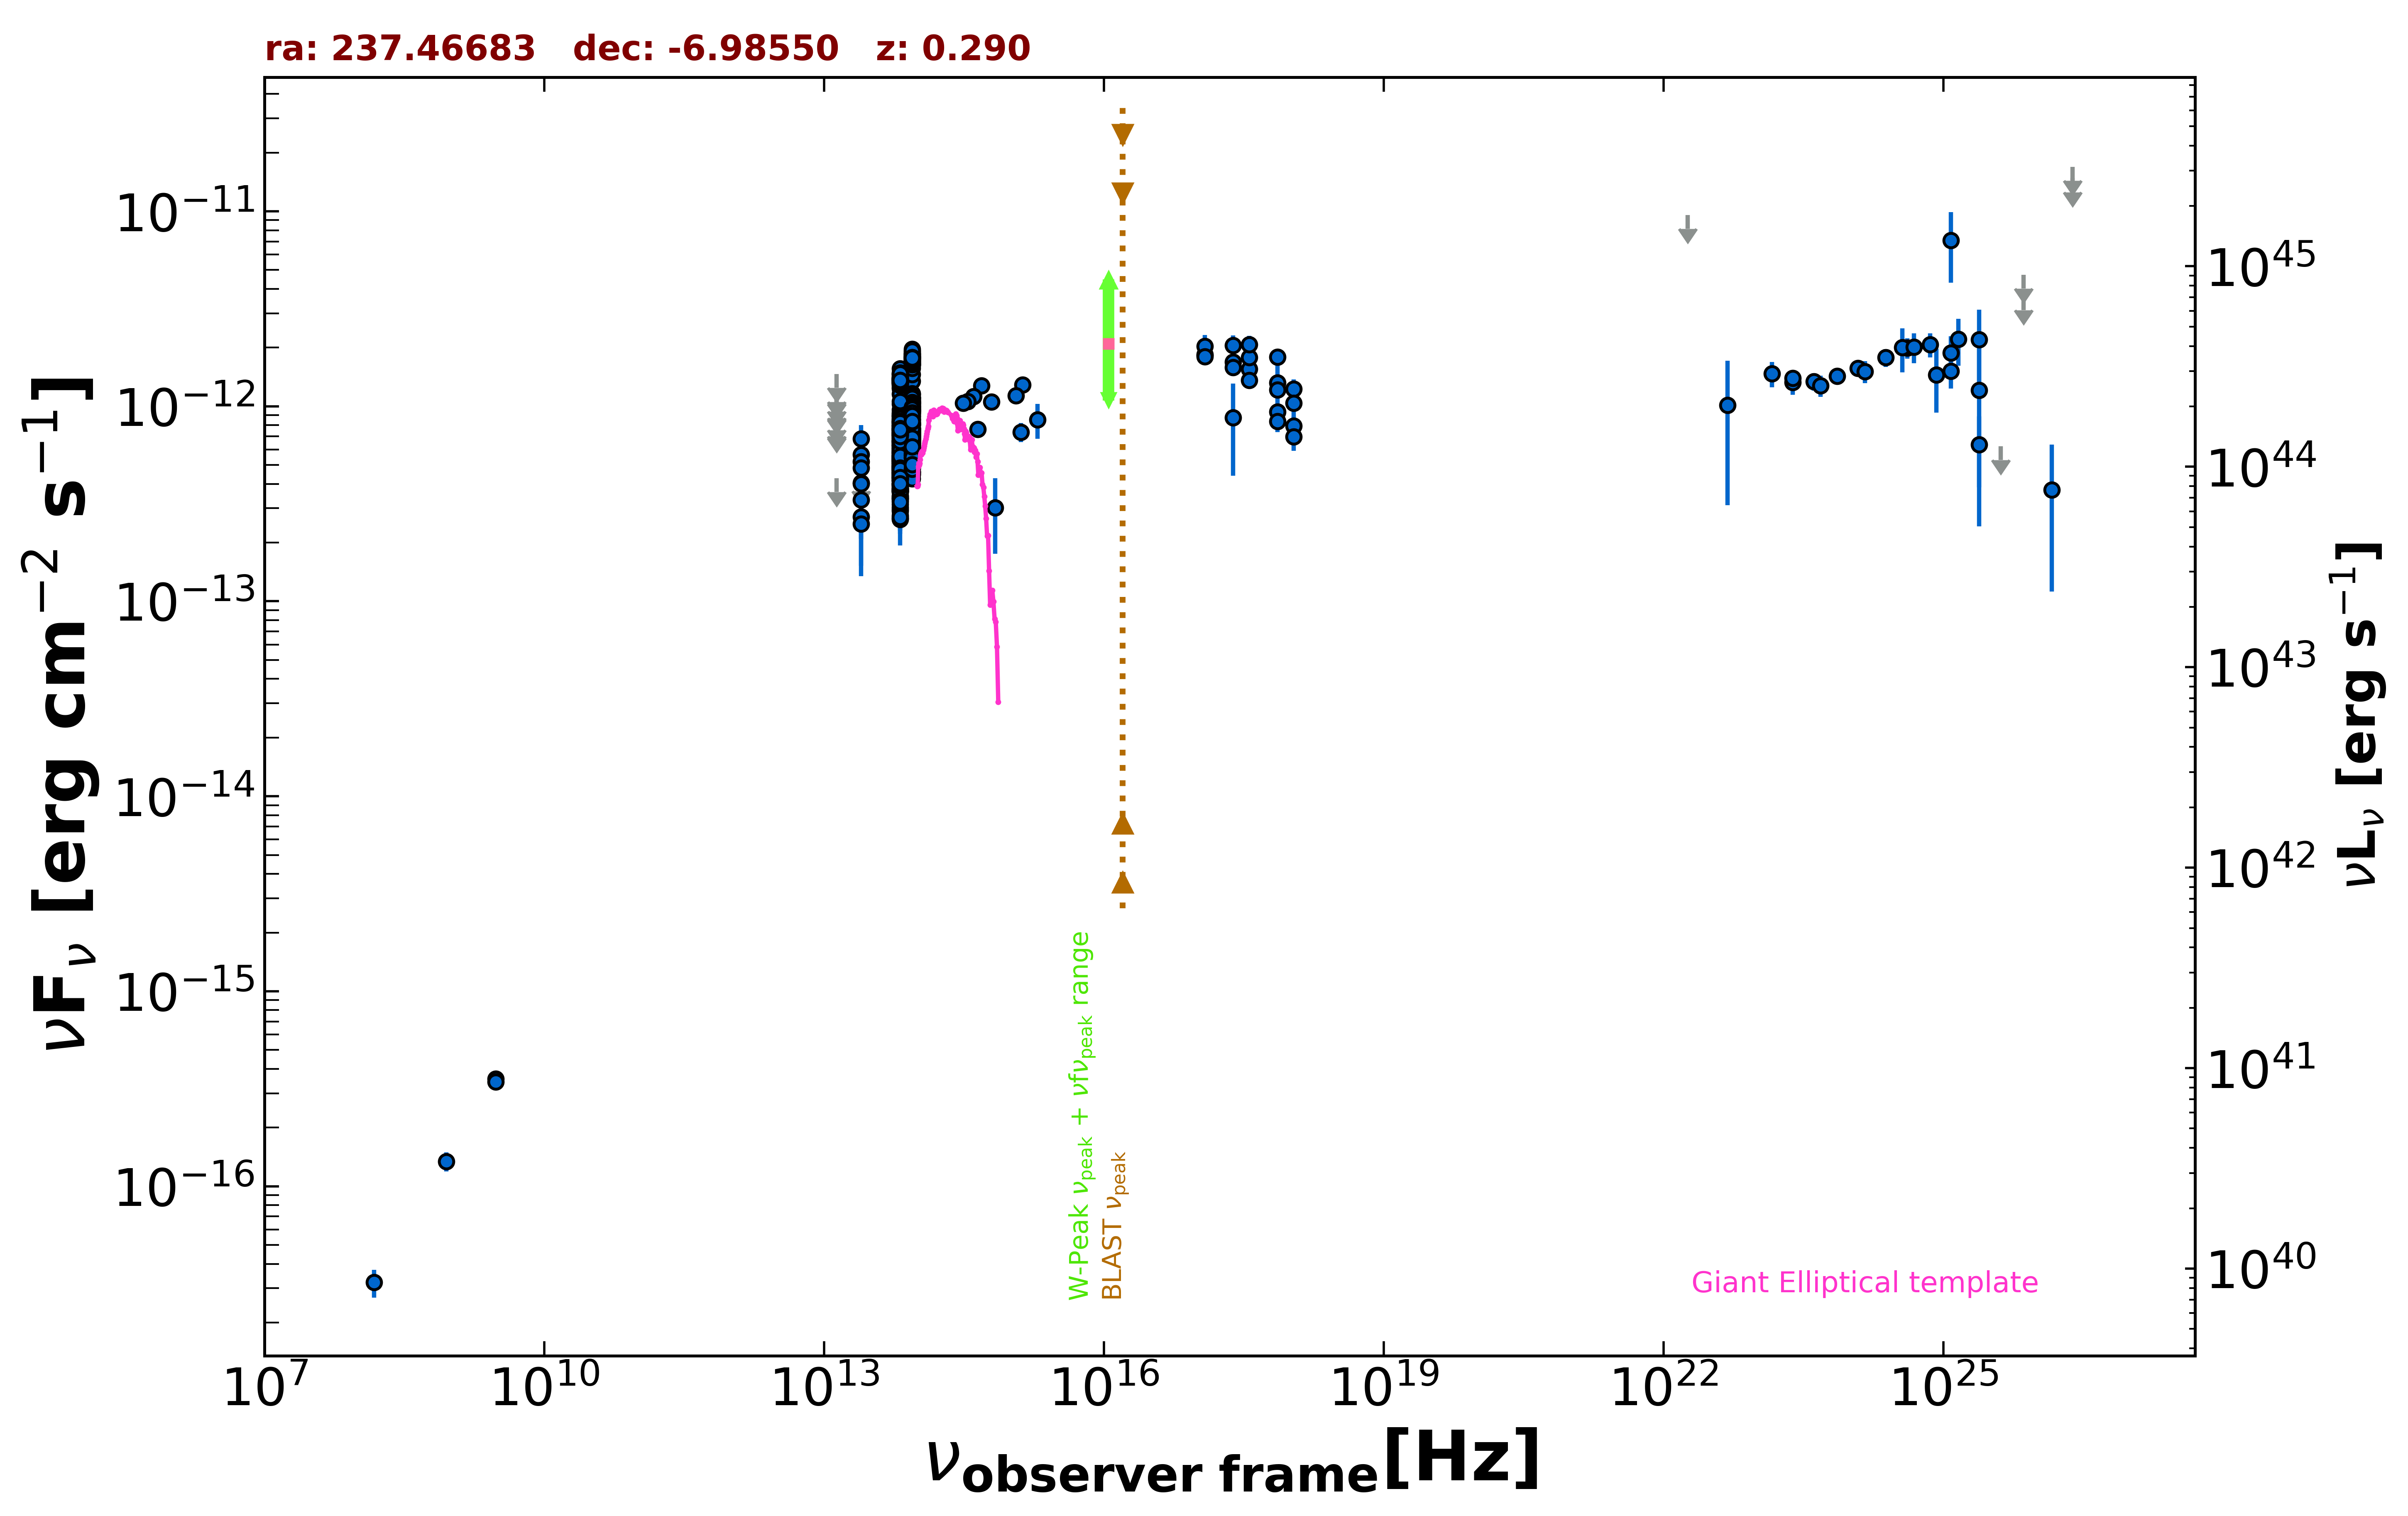 ra: 237.46683   dec: -6.98550   z: 0.290
νFν [erg cm−2 s−1]
10−11
10−12
10−13
10−14
10−15
10−16
1045
1044
1043
1042
1041
1040
νLν [erg s−1]
W-Peak νpeak + νfνpeak range
BLAST νpeak
Giant Elliptical template
107
1010
1013
1016
1019
1022
1025
νobserver frame[Hz]